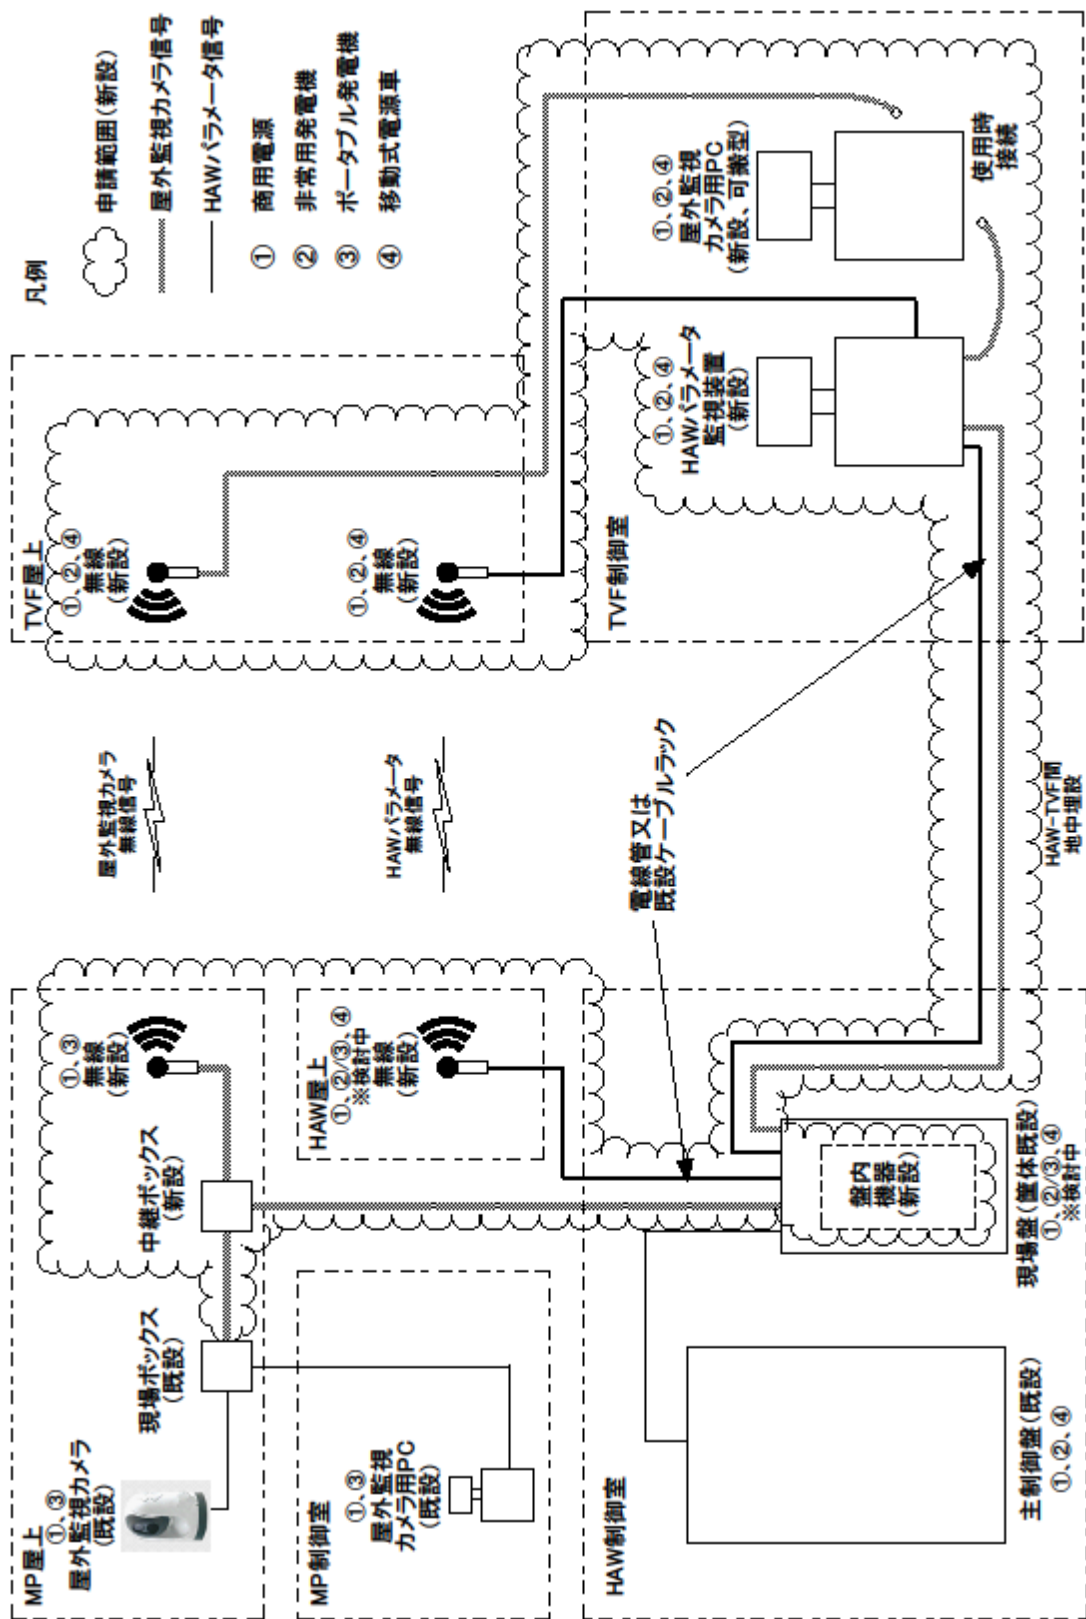 MP屋上
①、③
屋外監視カメラ
(既設)
現場ボックス
(既設)
中継ボックス
(新設)
①、③
無線
(新設)
MP制御室
①、③
屋外監視
カメラ用PC
(既設)
HAW屋上
①、②/③、④
※検討中
無線
(新設)
HAW制御室
主制御盤(既設)
①、②、④
盤内
機器
(新設)
現場盤(筐体既設)
①、②/③、④
※検討中
屋外監視カメラ
無線信号
HAWパラメータ
無線信号
電線管又は
既設ケーブルラック
HAW-TVF間
地中埋設
TVF屋上
①、②、④
無線
(新設)
①、②、④
無線
(新設)
TVF制御室
①、②、④
HAWパラメータ
監視装置
(新設)
①、②、④
屋外監視
カメラ用PC
(新設、可搬型)
使用時
接続
凡例
申請範囲(新設)
屋外監視カメラ信号
HAWパラメータ信号
① 商用電源
② 非常用発電機
③ ポータブル発電機
④ 移動式電源車